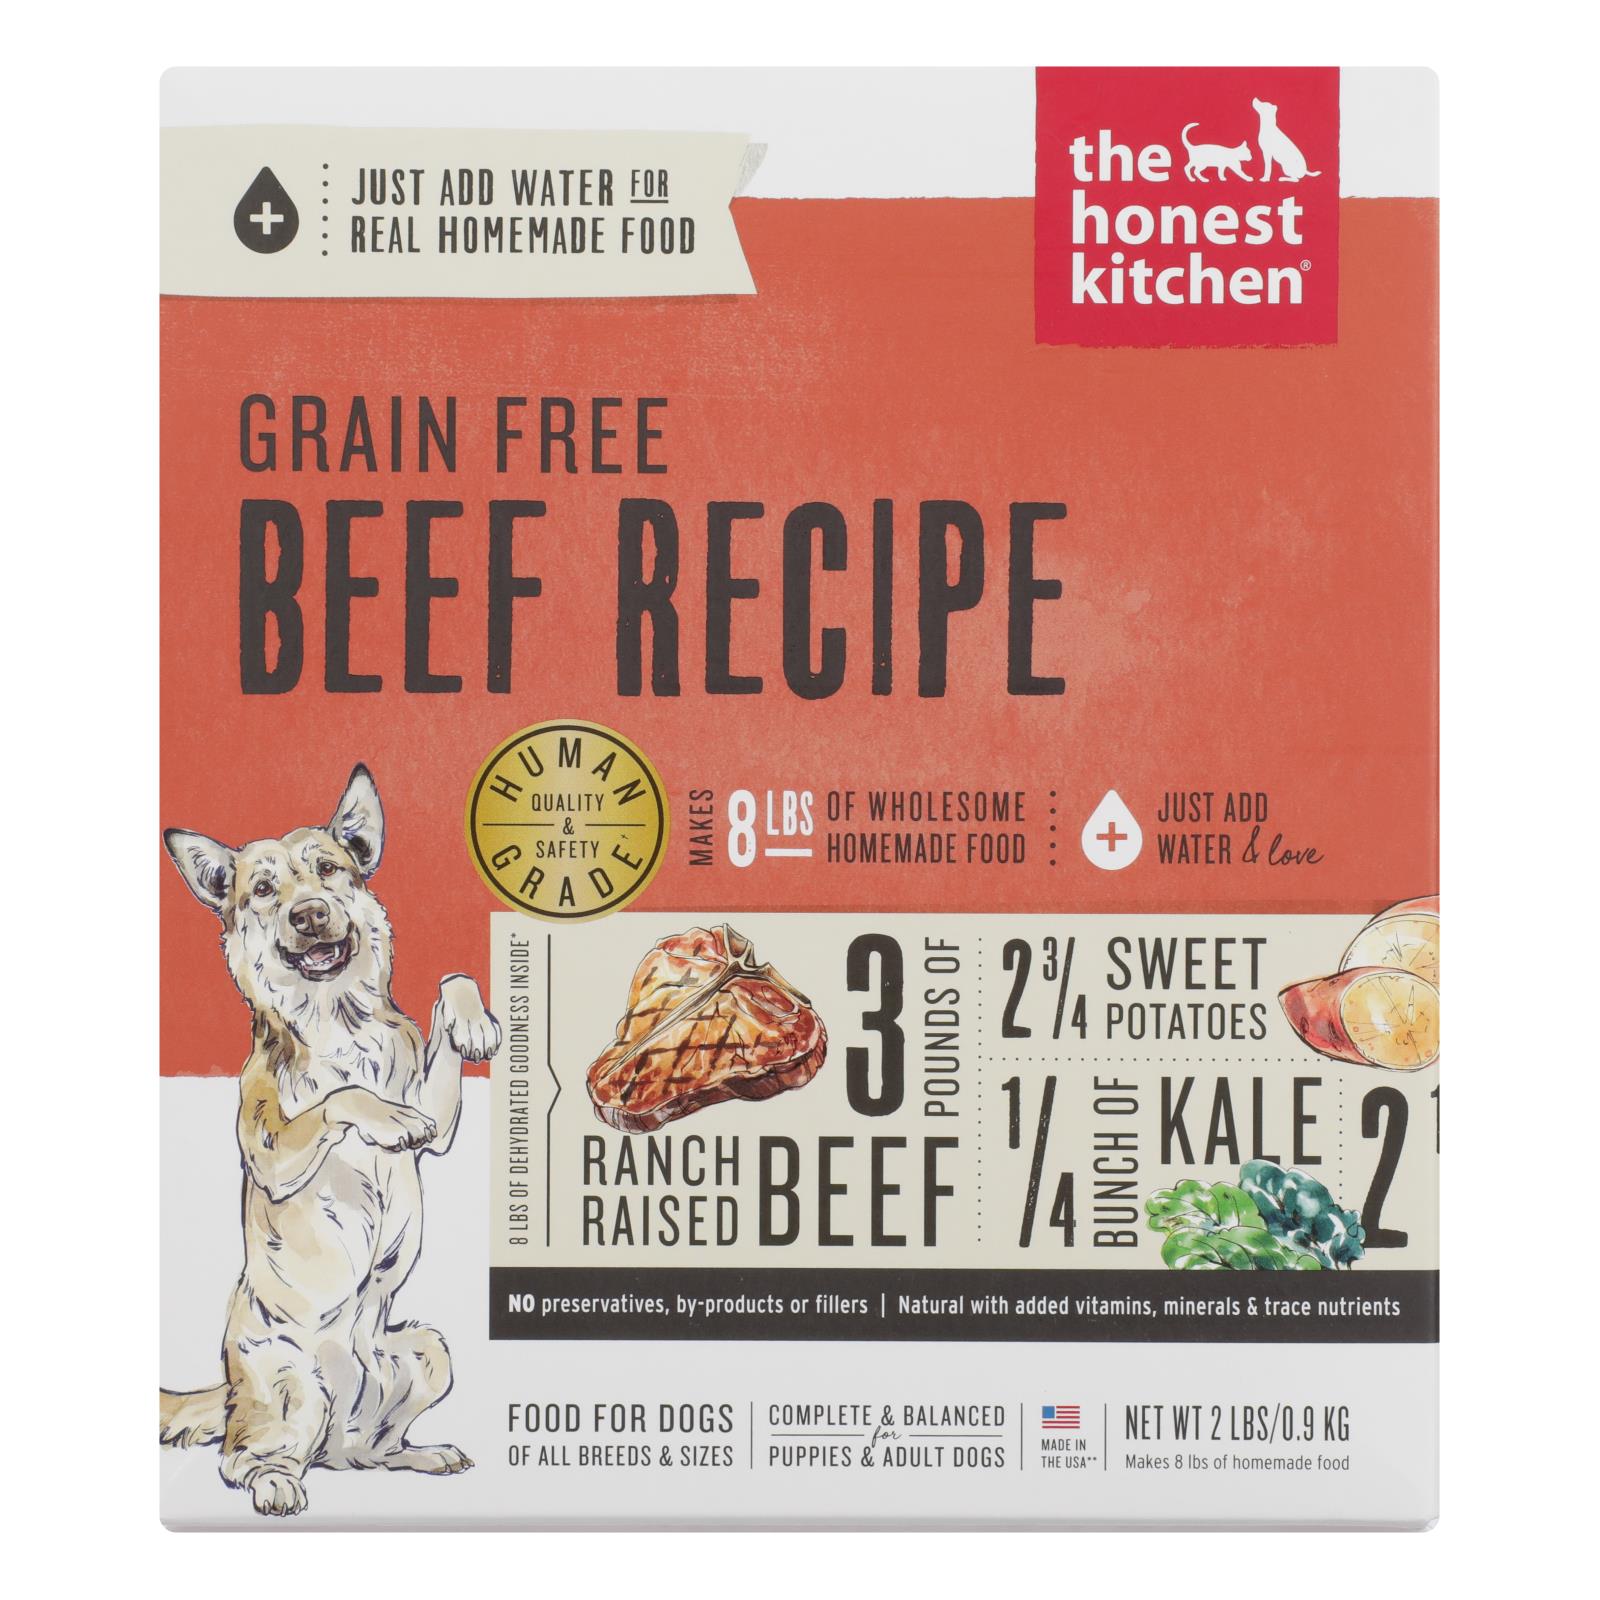 JUST ADD WATER FOR
REAL HOMEMADE FOOD
the
honest
kitchen®
GRAIN FREE
BEEF RECIPE
HUMAN
QUALITY
&
SAFETY
GRADE
MAKES
8 LBS
OF WHOLESOME
HOMEMADE FOOD
JUST ADD
WATER & love
8 LBS OF DEHYDRATED GOODNESS INSIDE*
3
POUNDS OF
RANCH
RAISED
BEEF
2 3/4
SWEET
POTATOES
1/4
BUNCH OF
KALE
2
NO preservatives, by-products or fillers | Natural with added vitamins, minerals & trace nutrients
FOOD FOR DOGS
OF ALL BREEDS & SIZES
COMPLETE & BALANCED
for
PUPPIES & ADULT DOGS
MADE IN
THE USA**
NET WT 2 LBS/0.9 KG
Makes 8 lbs of homemade food